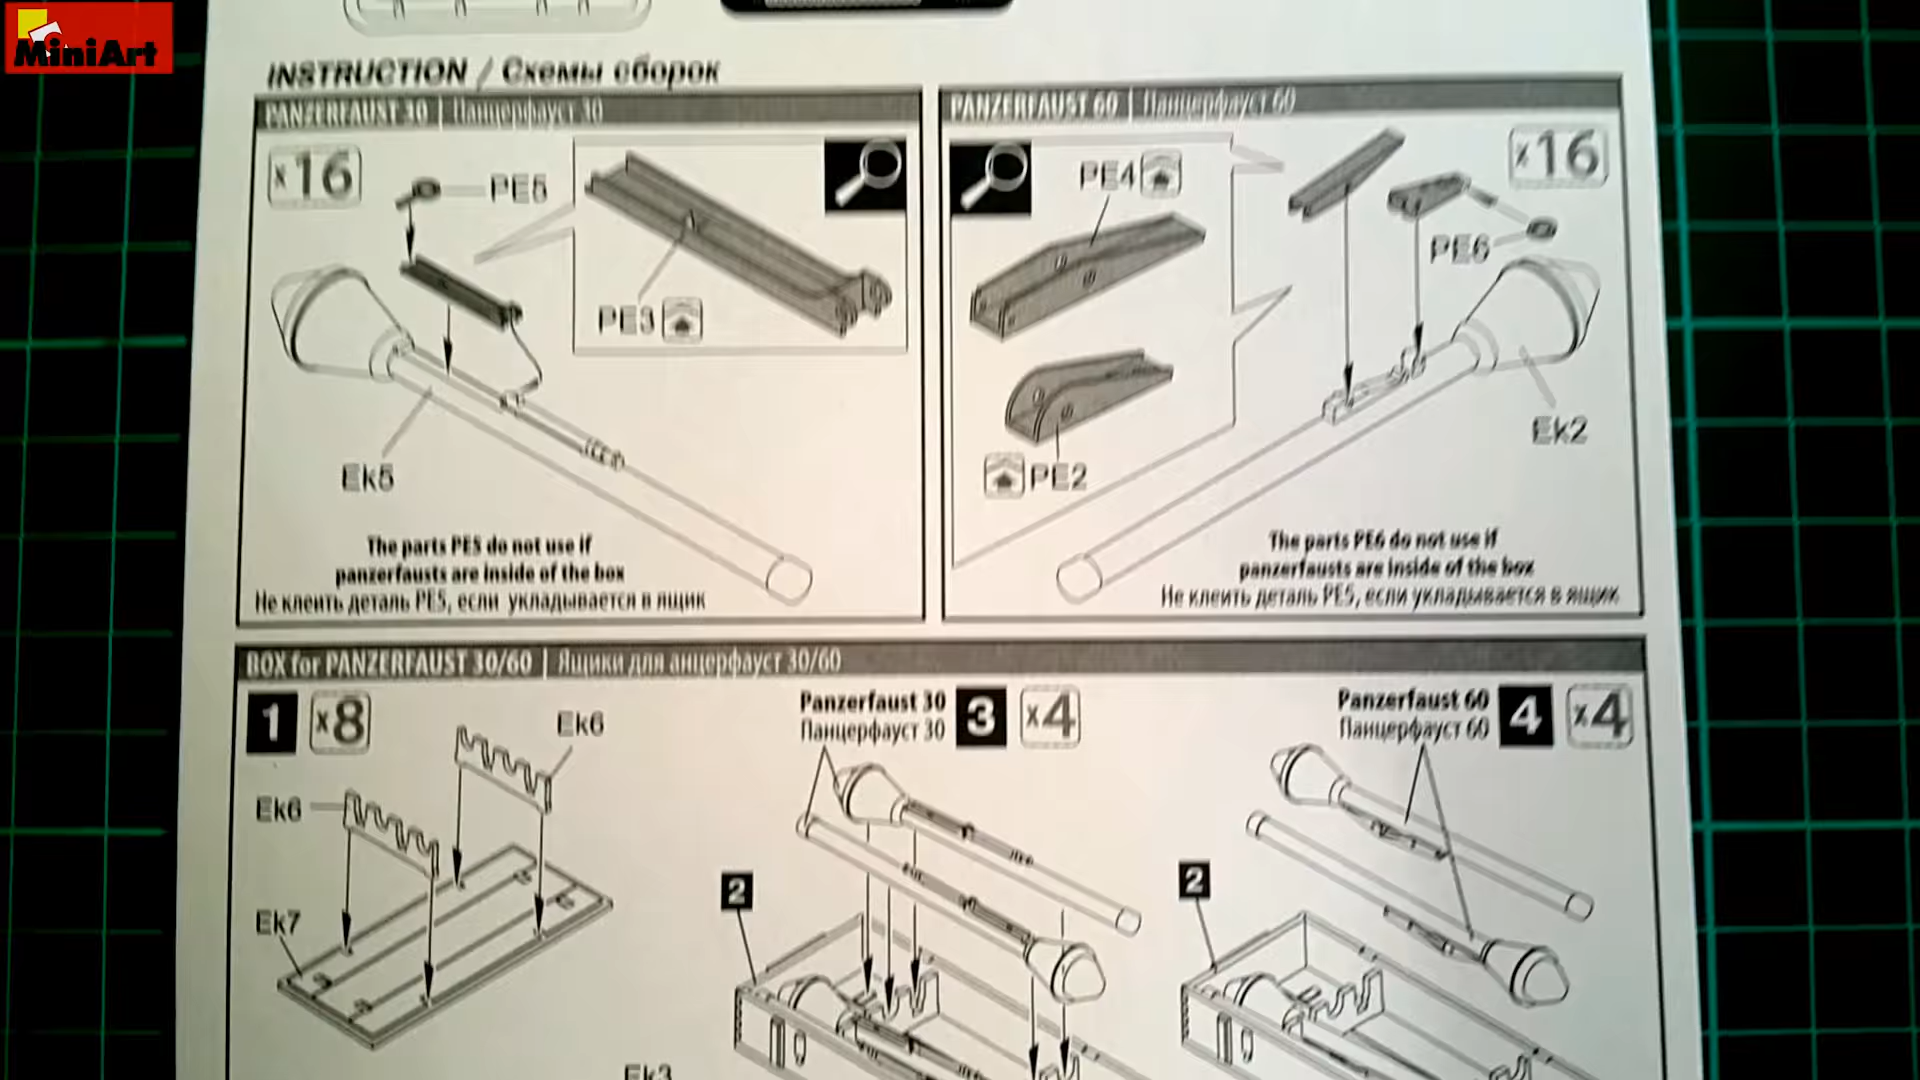 MiniArt
INSTRUCTION / Схемы сборок
PANZERFAUST 30 | Панцерфауст 30
x16
PE5
PE3
Ek5
The parts PE5 do not use if
panzerfausts are inside of the box
Не клеить деталь PE5, если укладывается в ящик
PANZERFAUST 60 | Панцерфауст 60
x16
PE4
PE6
PE2
Ek2
The parts PE6 do not use if
panzerfausts are inside of the box
Не клеить деталь PE5, если укладывается в ящик
BOX for PANZERFAUST 30/60 | Ящики для анцерфауст 30/60
1 x8
Ek6
Ek6
Ek7
Ek3
Panzerfaust 30
Панцерфауст 30
3 x4
2
Panzerfaust 60
Панцерфауст 60
4 x4
2